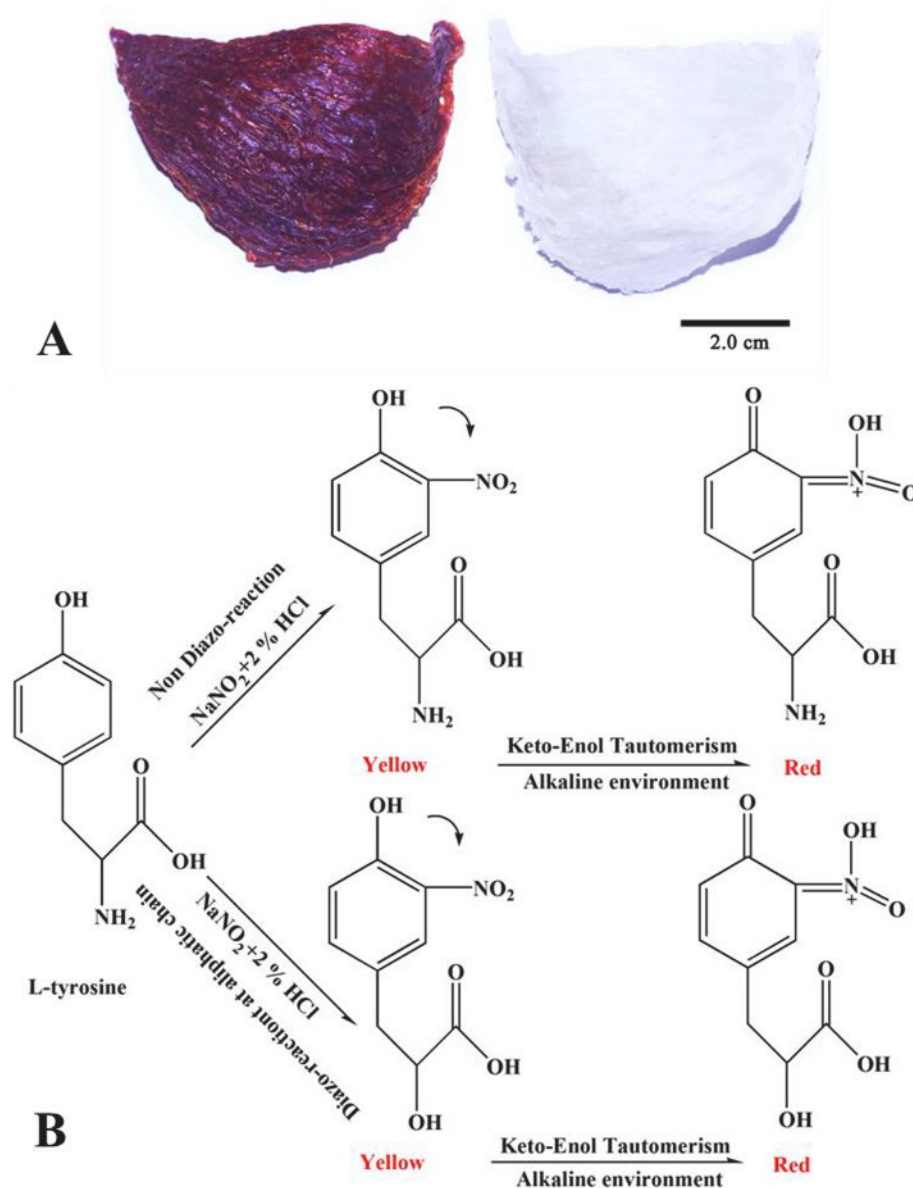 A
2.0 cm
OH
NO2
O
OH
NH2
Yellow
O
OH
N
+
O
O
OH
NH2
Red
Non Diazo-reaction
NaNO2+2 % HCl
Keto-Enol Tautomerism
Alkaline environment
OH
O
OH
NH2
L-tyrosine
NaNO2+2 % HCl
Diazo-reactiont at aliphatic chain
OH
NO2
O
OH
OH
Yellow
Keto-Enol Tautomerism
Alkaline environment
O
OH
N
+
O
O
OH
OH
Red
B